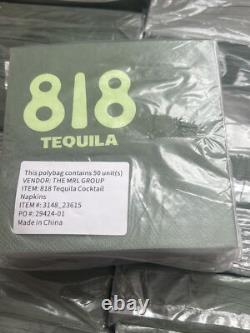 818
TEQUILA
This polybag contains 50 unit(s)
VENDOR: THE MRL GROUP
ITEM: 818 Tequila Cocktail
Napkins
ITEM #: 3148_23615
PO #: 29424-01
Made in China